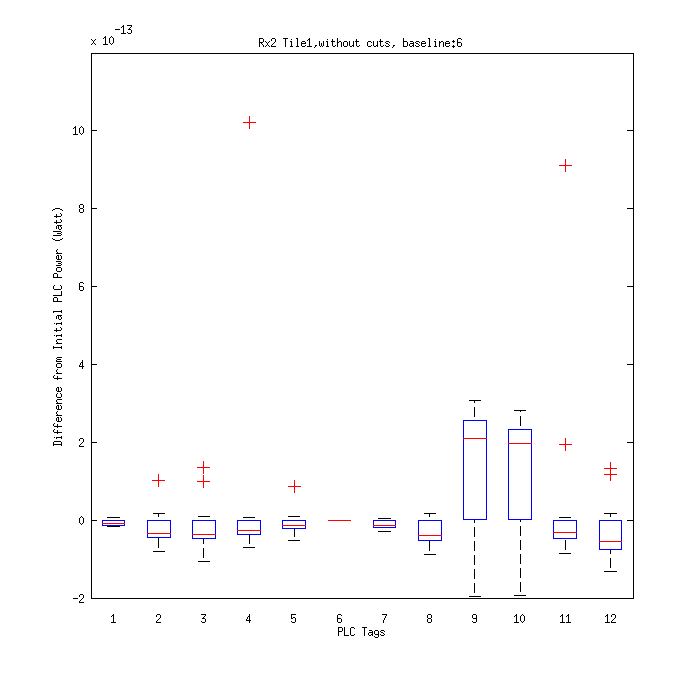 x 10-13
Rx2 Tile1,without cuts, baseline:6
Difference from Initial PLC Power (Watt)
10
8
6
4
2
0
-2
1 2 3 4 5 6 7 8 9 10 11 12
PLC Tags